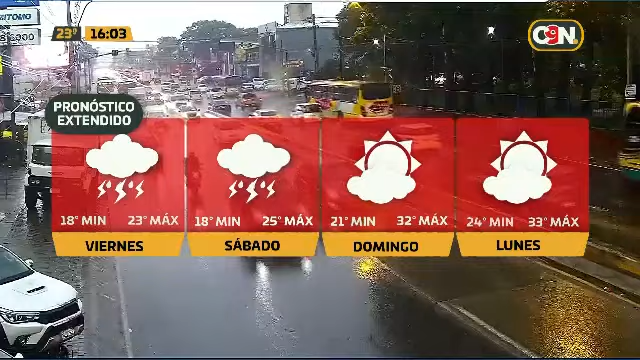 23°
16:03
C9N
PRONÓSTICO
EXTENDIDO
18° MIN 23° MÁX
VIERNES
18° MIN 25° MÁX
SÁBADO
21° MIN 32° MÁX
DOMINGO
24° MIN 33° MÁX
LUNES